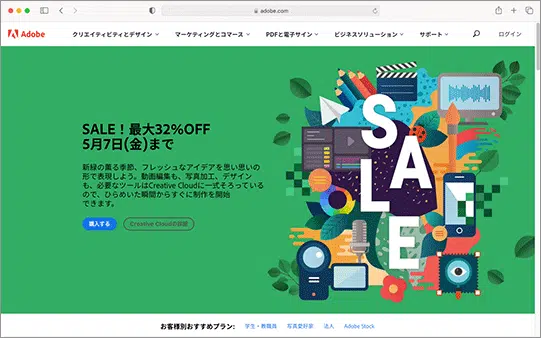 adobe.com
Adobe
クリエイティビティとデザイン
マーケティングとコマース
PDFと電子サイン
ビジネスソリューション
サポート
ログイン
SALE！最大32%OFF
5月7日(金)まで
新緑の薫る季節、フレッシュなアイデアを思い思いの
形で表現しよう。動画編集も、写真加工、デザイン
も、必要なツールはCreative Cloudに一式そろっている
ので、ひらめいた瞬間からすぐに制作を開始
できます。
購入する
Creative Cloudの詳細
SALE
お客様別おすすめプラン:
学生・教職員
写真愛好家
法人
Adobe Stock